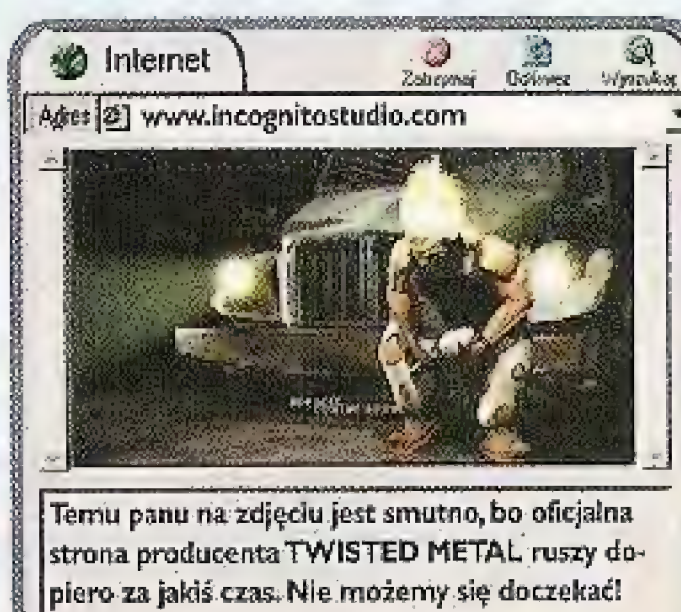 Internet
Zatrzymaj Odśwież Wyszukaj
Adres www.incognitostudio.com
Temu panu na zdjęciu jest smutno, bo oficjalna
strona producenta TWISTED METAL ruszy do-
piero za jakiś czas. Nie możemy się doczekać!